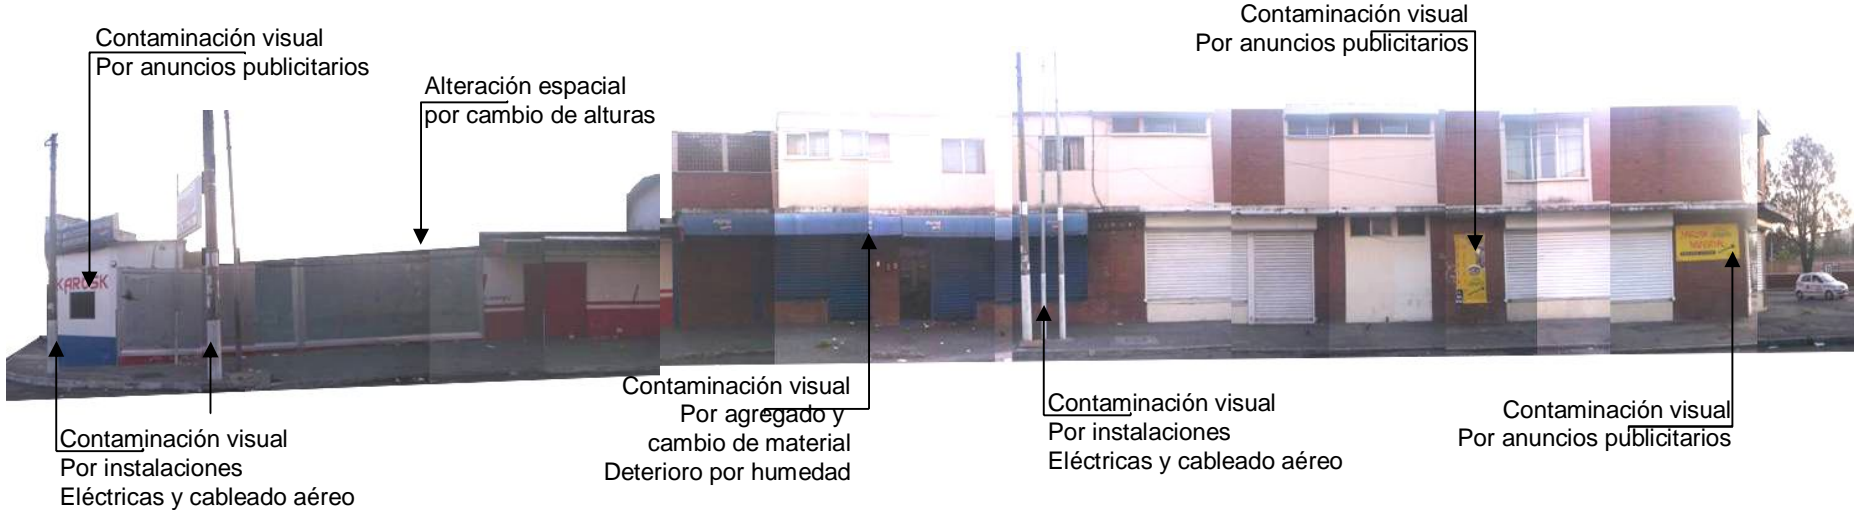 Contaminación visual
Por anuncios publicitarios
Alteración espacial
por cambio de alturas
Contaminación visual
Por anuncios publicitarios
KAROSK
Contaminación visual
Por instalaciones
Eléctricas y cableado aéreo
Contaminación visual
Por agregado y
cambio de material
Deterioro por humedad
Contaminación visual
Por instalaciones
Eléctricas y cableado aéreo
Contaminación visual
Por anuncios publicitarios